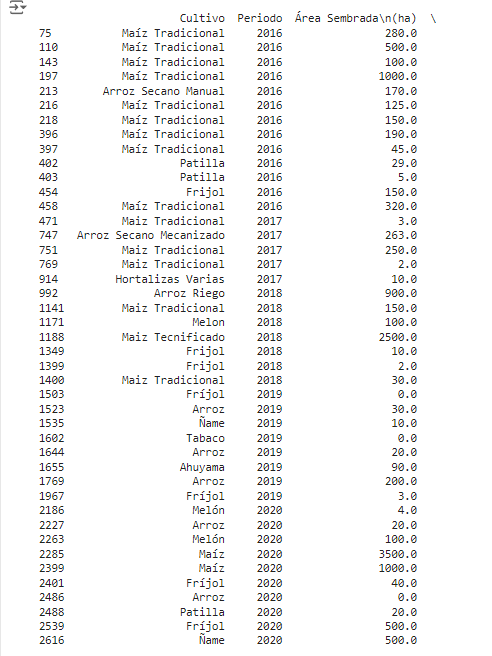 Cultivo Periodo Área Sembrada\n(ha) \
75 Maíz Tradicional 2016 280.0
110 Maíz Tradicional 2016 500.0
143 Maíz Tradicional 2016 100.0
197 Maíz Tradicional 2016 1000.0
213 Arroz Secano Manual 2016 170.0
216 Maíz Tradicional 2016 125.0
218 Maíz Tradicional 2016 150.0
396 Maíz Tradicional 2016 190.0
397 Maíz Tradicional 2016 45.0
402 Patilla 2016 29.0
403 Patilla 2016 5.0
454 Frijol 2016 150.0
458 Maíz Tradicional 2016 320.0
471 Maiz Tradicional 2017 3.0
747 Arroz Secano Mecanizado 2017 263.0
751 Maiz Tradicional 2017 250.0
769 Maiz Tradicional 2017 2.0
914 Hortalizas Varias 2017 10.0
992 Arroz Riego 2018 900.0
1141 Maiz Tradicional 2018 150.0
1171 Melon 2018 100.0
1188 Maiz Tecnificado 2018 2500.0
1349 Frijol 2018 10.0
1399 Frijol 2018 2.0
1400 Maiz Tradicional 2018 30.0
1503 Fríjol 2019 0.0
1523 Arroz 2019 30.0
1535 Ñame 2019 10.0
1602 Tabaco 2019 0.0
1644 Arroz 2019 20.0
1655 Ahuyama 2019 90.0
1769 Arroz 2019 200.0
1967 Fríjol 2019 3.0
2186 Melón 2020 4.0
2227 Arroz 2020 20.0
2263 Melón 2020 100.0
2285 Maíz 2020 3500.0
2399 Maíz 2020 1000.0
2401 Fríjol 2020 40.0
2486 Arroz 2020 0.0
2488 Patilla 2020 20.0
2539 Fríjol 2020 500.0
2616 Ñame 2020 500.0